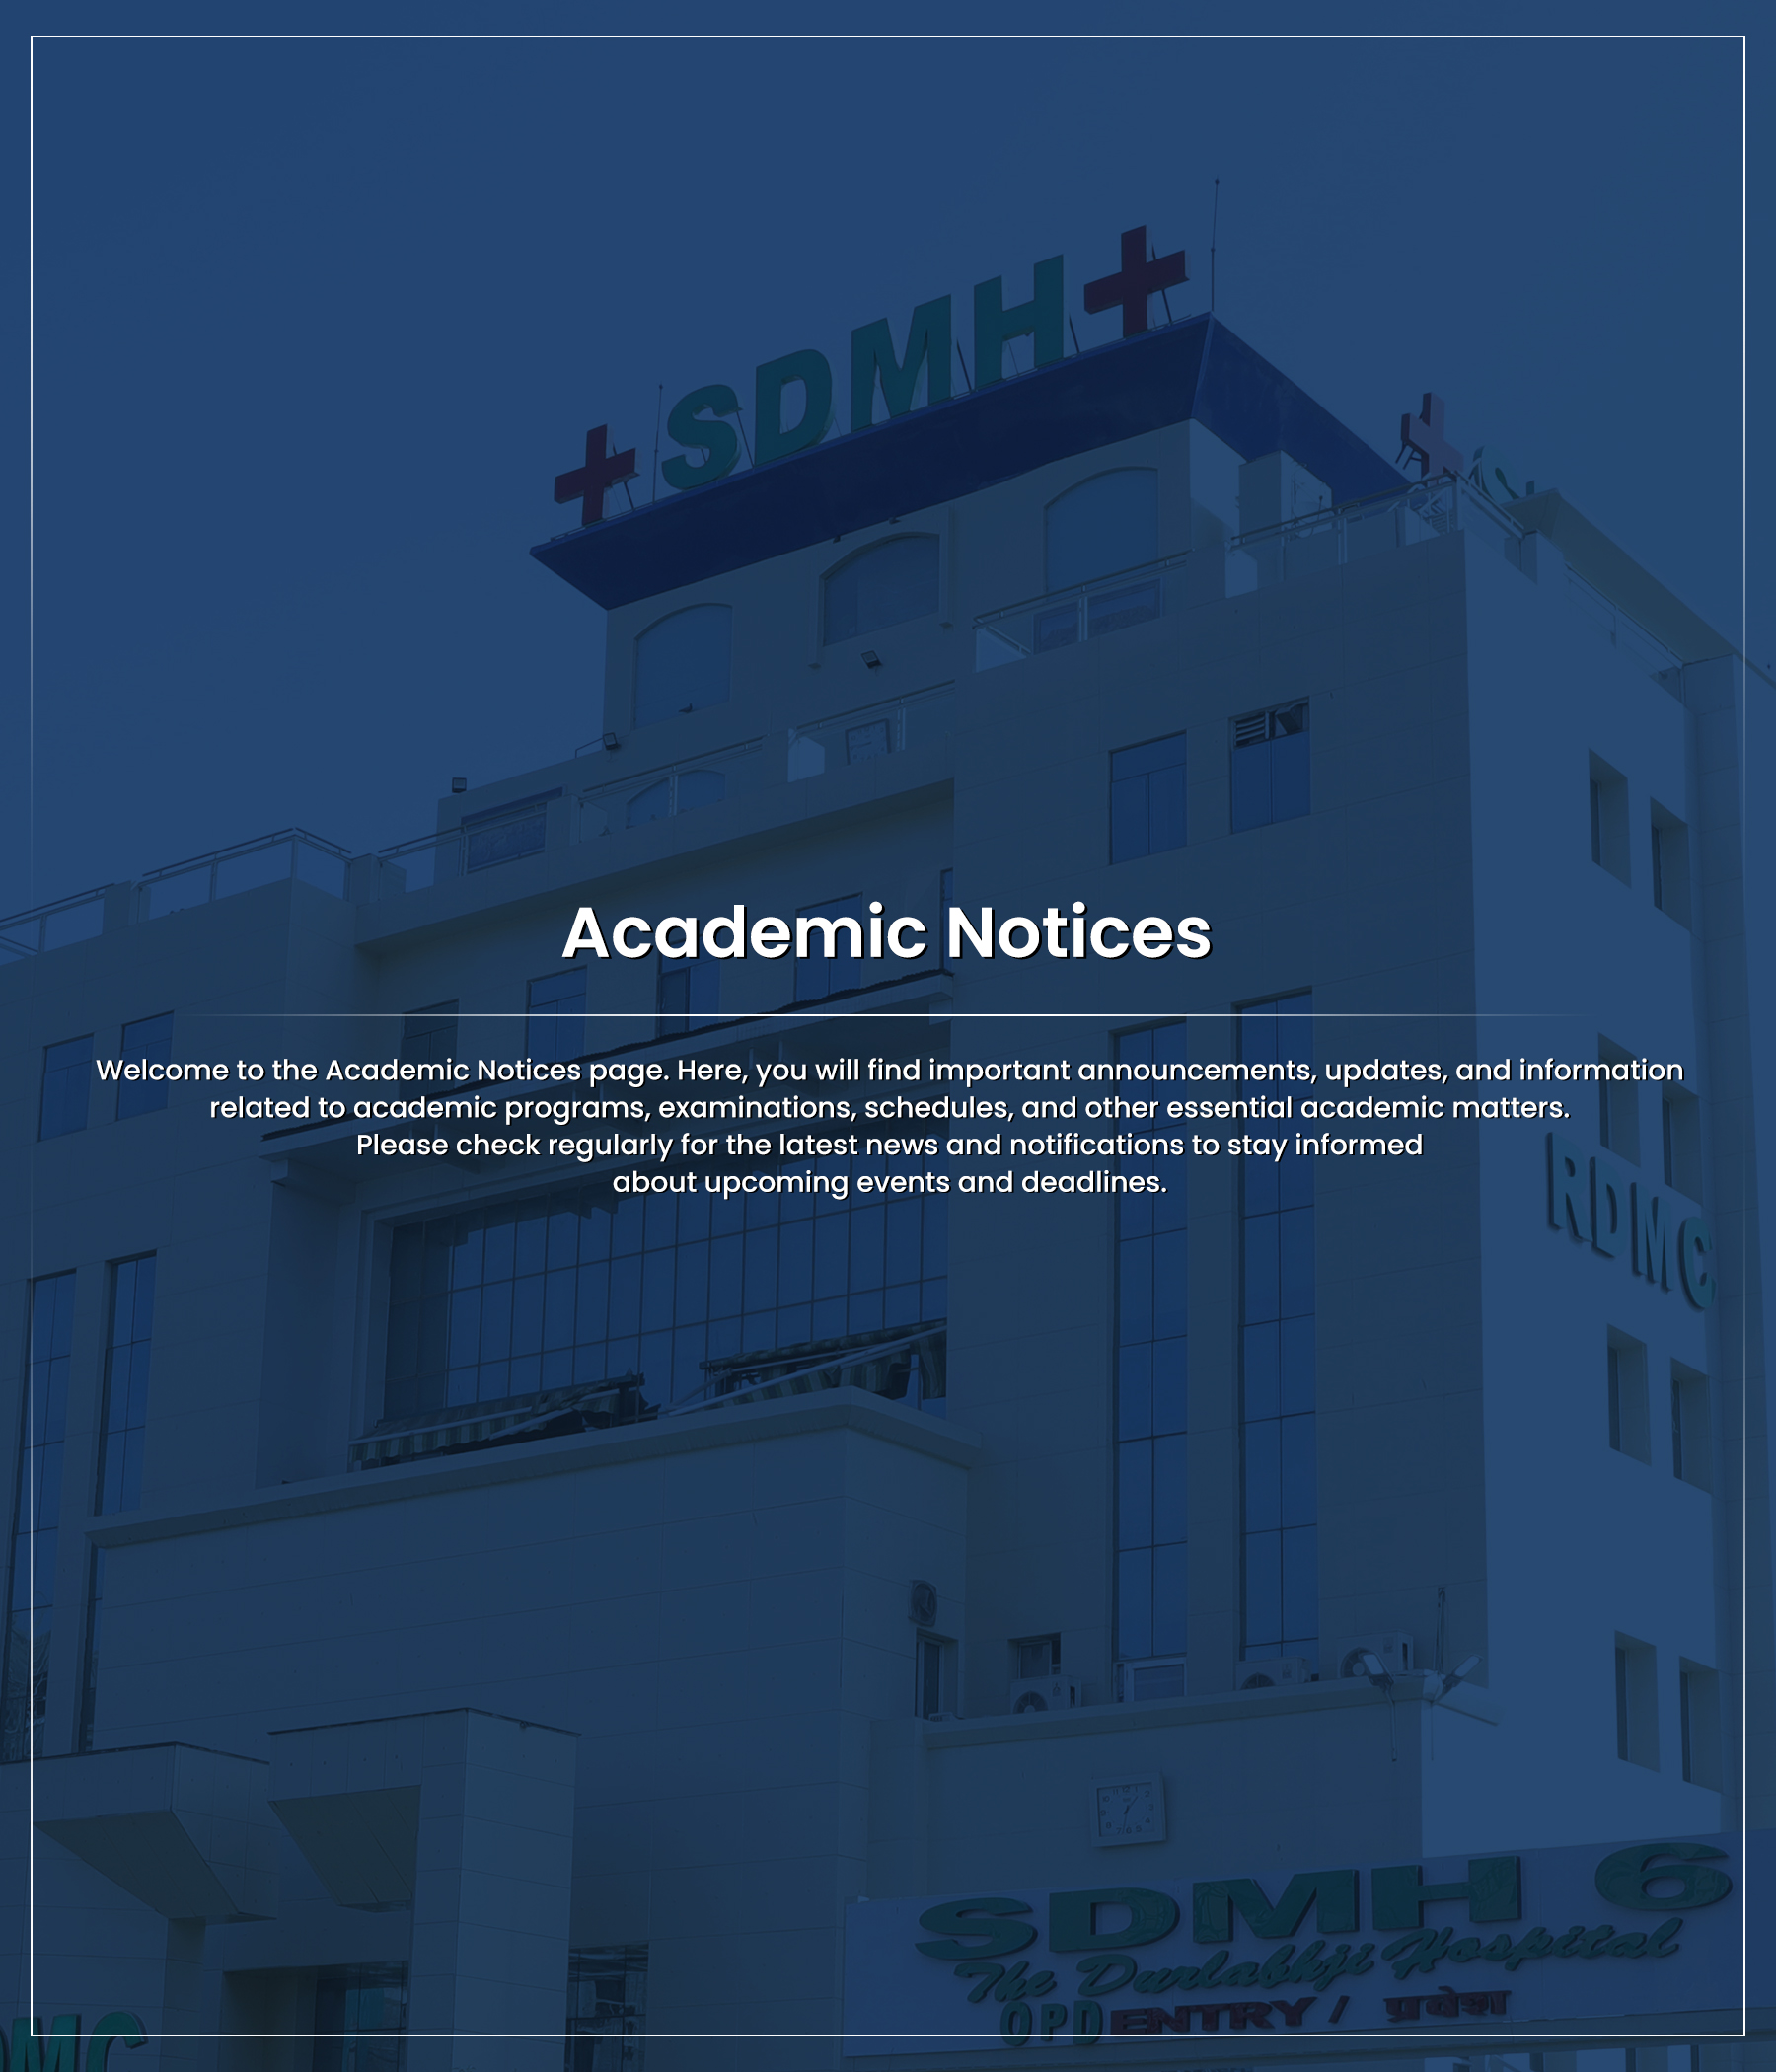 SDMH
Academic Notices
Welcome to the Academic Notices page. Here, you will find important announcements, updates, and information
related to academic programs, examinations, schedules, and other essential academic matters.
Please check regularly for the latest news and notifications to stay informed
about upcoming events and deadlines.
RDMC
SDMH 6
The Durlabhji Hospital
OPD ENTRY / प्रवेश